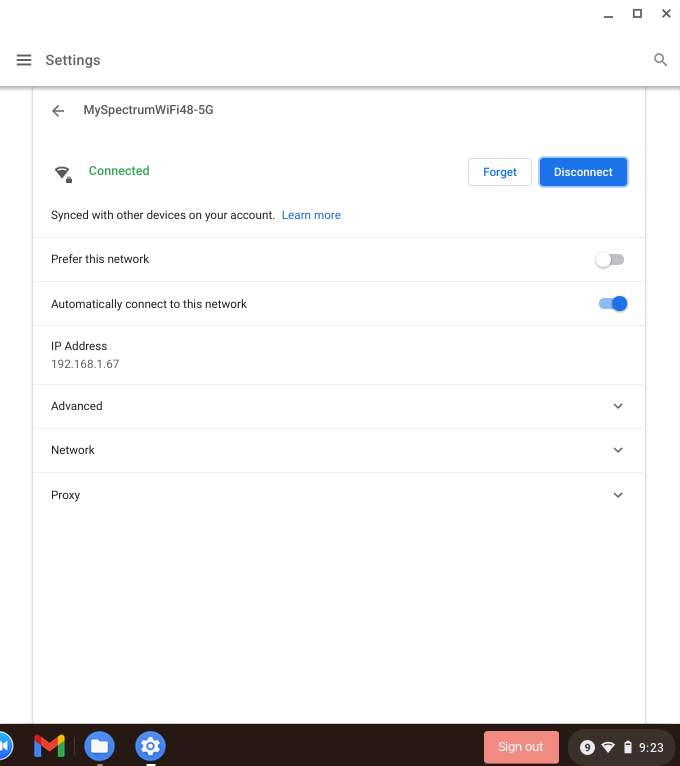 Settings
MySpectrumWiFi48-5G
Connected
Forget
Disconnect
Synced with other devices on your account. Learn more
Prefer this network
Automatically connect to this network
IP Address
192.168.1.67
Advanced
Network
Proxy
Sign out
9
9:23